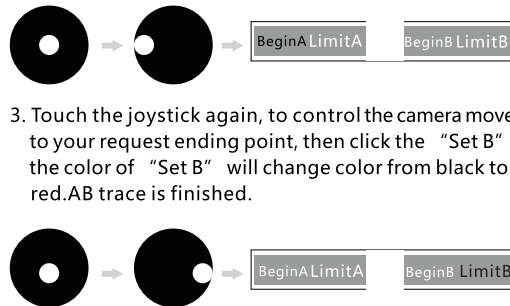 BeginA LimitA BeginB LimitB
3. Touch the joystick again, to control the camera move
to your request ending point, then click the “Set B”
the color of “Set B” will change color from black to
red.AB trace is finished.
BeginA LimitA BeginB LimitB